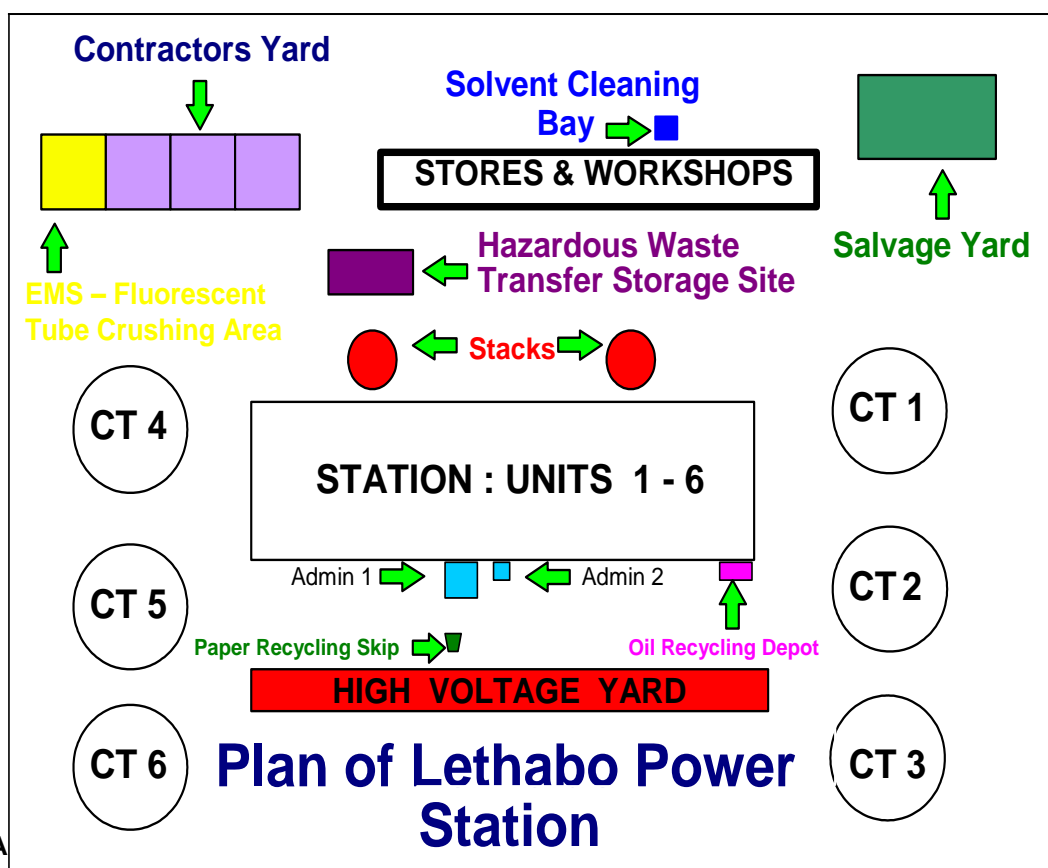 Contractors Yard
Solvent Cleaning
Bay
STORES & WORKSHOPS
Salvage Yard
Hazardous Waste
Transfer Storage Site
EMS – Fluorescent
Tube Crushing Area
Stacks
CT 4
CT 1
STATION : UNITS 1 - 6
Admin 1
Admin 2
CT 5
CT 2
Paper Recycling Skip
Oil Recycling Depot
HIGH VOLTAGE YARD
CT 6
CT 3
Plan of Lethabo Power
Station
A